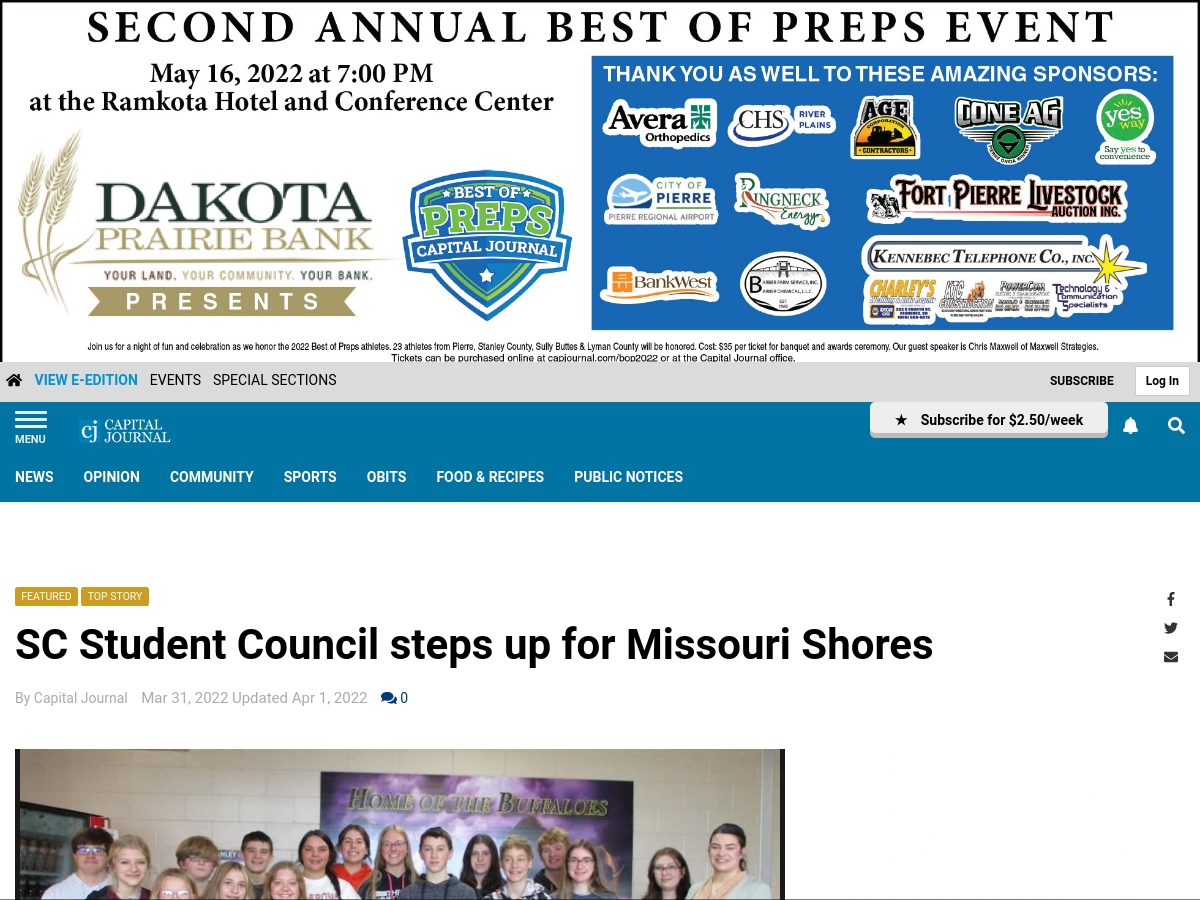 SECOND ANNUAL BEST OF PREPS EVENT
May 16, 2022 at 7:00 PM
at the Ramkota Hotel and Conference Center
DAKOTA
PRAIRIE BANK
YOUR LAND. YOUR COMMUNITY. YOUR BANK.
PRESENTS
BEST OF
PREPS
CAPITAL JOURNAL
THANK YOU AS WELL TO THESE AMAZING SPONSORS:
Avera
Orthopedics
CHS
RIVER
PLAINS
AGE
CORPORATION
CONTRACTORS
CONE AG
yes
way
Say yes to
convenience
CITY OF
PIERRE
PIERRE REGIONAL AIRPORT
RINGNECK
Energy
FORT PIERRE LIVESTOCK
AUCTION INC.
BankWest
BARBER FARM SERVICE, INC.
BARBER CHEMICAL, L.L.C.
EST
KENNEBEC TELEPHONE CO., INC.
CHARLEY'S
KTC
CONSTRUCTION
POWERCOM
Technology &
Communication
Specialists
Join us for a night of fun and celebration as we honor the 2022 Best of Preps athletes. 23 athletes from Pierre, Stanley County, Sully Buttes & Lyman County will be honored. Cost: $35 per ticket for banquet and awards ceremony. Our guest speaker is Chris Maxwell of Maxwell Strategies.
Tickets can be purchased online at capjournal.com/bop2022 or at the Capital Journal office.
VIEW E-EDITION EVENTS SPECIAL SECTIONS
SUBSCRIBE
Log In
MENU
cj CAPITAL
JOURNAL
★ Subscribe for $2.50/week
NEWS OPINION COMMUNITY SPORTS OBITS FOOD & RECIPES PUBLIC NOTICES
FEATURED TOP STORY
SC Student Council steps up for Missouri Shores
By Capital Journal Mar 31, 2022 Updated Apr 1, 2022 0
HOME OF THE BUFFALOES